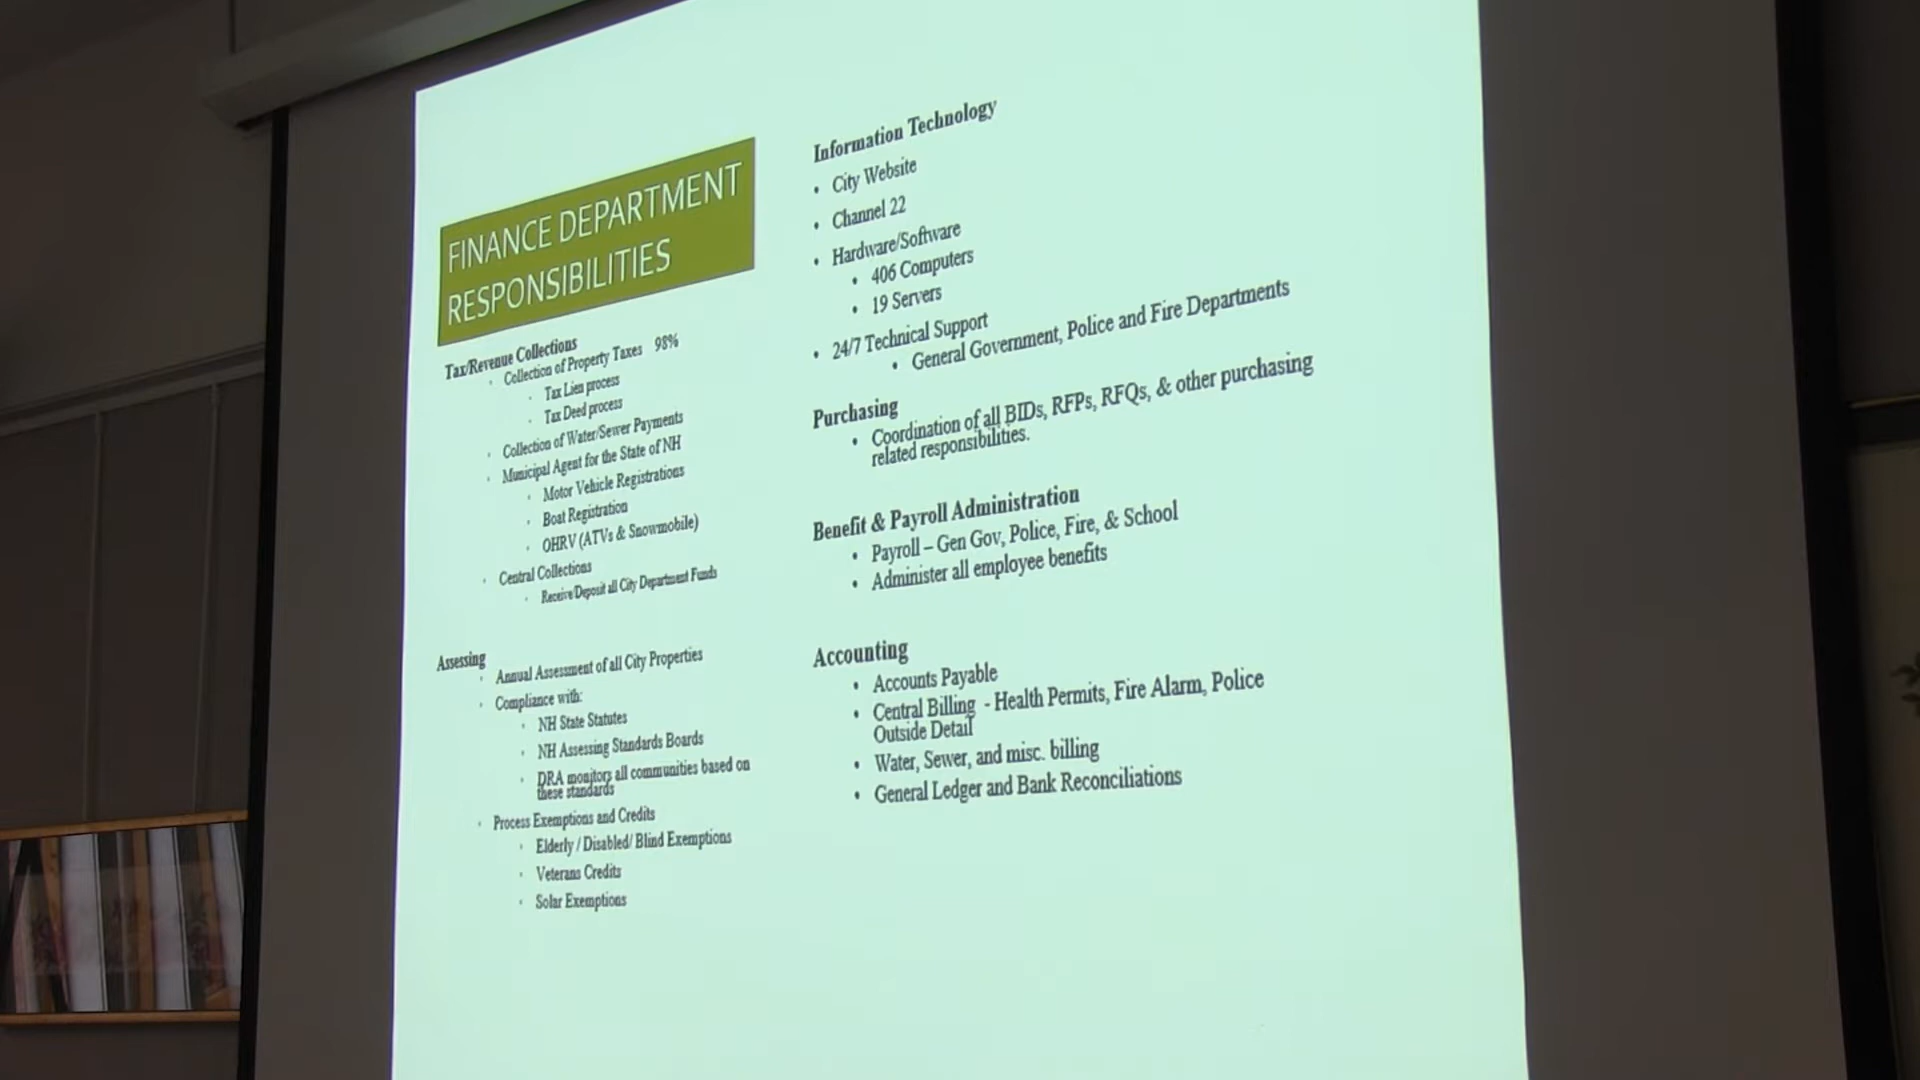 FINANCE DEPARTMENT
RESPONSIBILITIES
Tax/Revenue Collections
Collection of Property Taxes 98%
Tax Lien process
Tax Deed process
Collection of Water/Sewer Payments
Municipal Agent for the State of NH
Motor Vehicle Registrations
Boat Registration
OHRV (ATVs & Snowmobile)
Central Collections
Receive/Deposit all City Department Funds
Assessing
Annual Assessment of all City Properties
Compliance with:
NH State Statutes
NH Assessing Standards Boards
DRA monitors all communities based on
these standards
Process Exemptions and Credits
Elderly / Disabled/ Blind Exemptions
Veterans Credits
Solar Exemptions
Information Technology
• City Website
• Channel 22
• Hardware/Software
• 406 Computers
• 19 Servers
• 24/7 Technical Support
• General Government, Police and Fire Departments
Purchasing
• Coordination of all BIDs, RFPs, RFQs, & other purchasing
related responsibilities.
Benefit & Payroll Administration
• Payroll – Gen Gov, Police, Fire, & School
• Administer all employee benefits
Accounting
• Accounts Payable
• Central Billing - Health Permits, Fire Alarm, Police
Outside Detail
• Water, Sewer, and misc. billing
• General Ledger and Bank Reconciliations